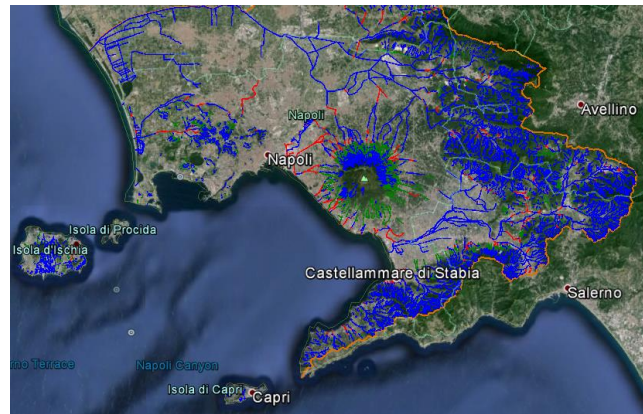 Avellino
Napoli
Napoli
Isola di Procida
Isola d'Ischia
Castellammare di Stabia
Salerno
Terrace
Napoli Canyon
Isola di Capri
Capri